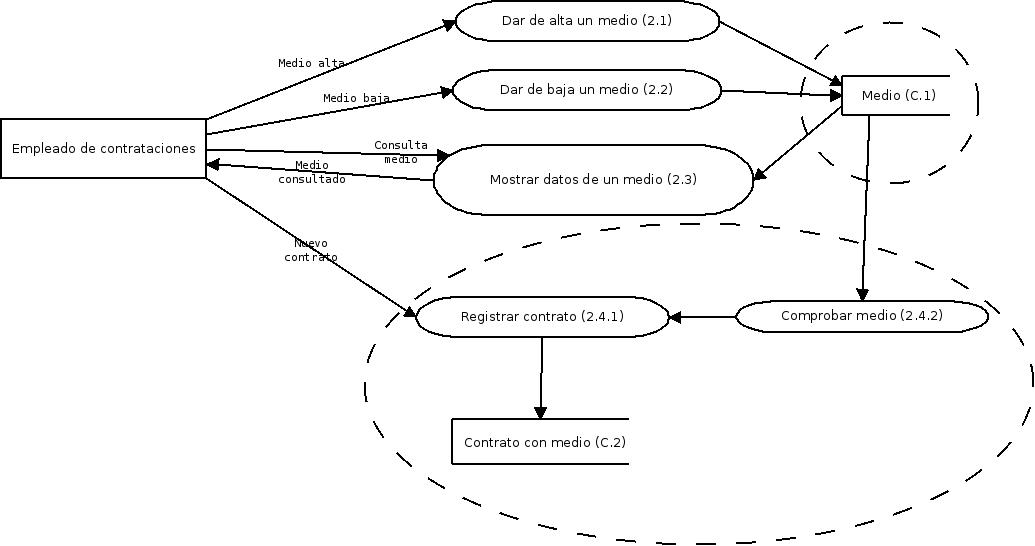 Dar de alta un medio (2.1)
Medio alta
Dar de baja un medio (2.2)
Medio baja
Medio (C.1)
Empleado de contrataciones
Consulta
medio
Medio
consultado
Mostrar datos de un medio (2.3)
Nuevo
contrato
Registrar contrato (2.4.1)
Comprobar medio (2.4.2)
Contrato con medio (C.2)